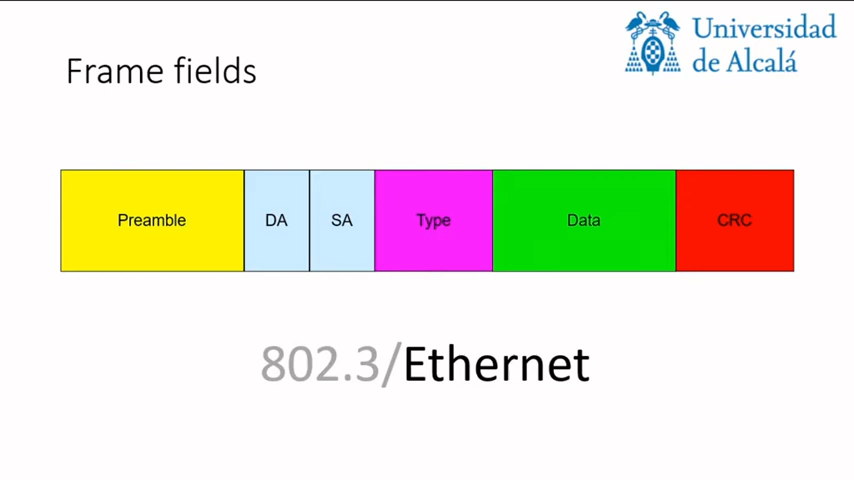 Universidad
de Alcalá
Frame fields
Preamble
DA
SA
Type
Data
CRC
802.3/Ethernet